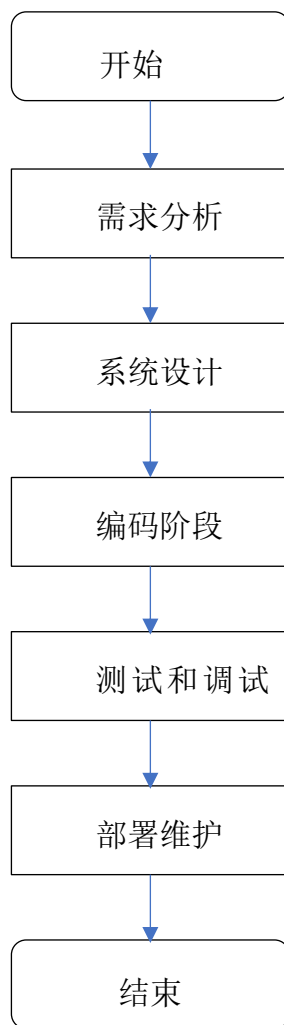 开始
需求分析
系统设计
编码阶段
测试和调试
部署维护
结束